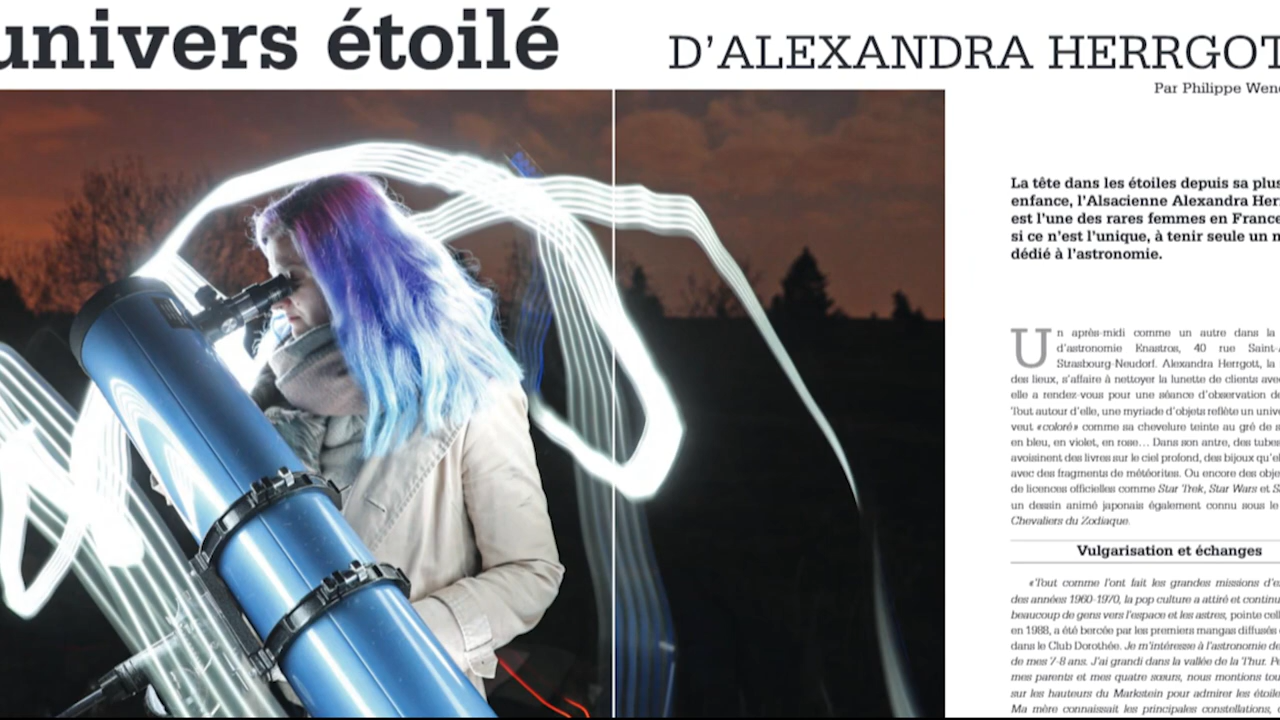 univers étoilé
D'ALEXANDRA HERRGOT
Par Philippe Wen
La tête dans les étoiles depuis sa plus
enfance, l'Alsacienne Alexandra Her
est l'une des rares femmes en France
si ce n'est l'unique, à tenir seule un
dédié à l'astronomie.
Un après-midi comme un autre dans la
d'astronomie Knastros, 40 rue Saint-
Strasbourg-Neudorf. Alexandra Herrgott, la
des lieux, s'affaire à nettoyer la lunette de clients ave
elle a rendez-vous pour une séance d'observation de
Tout autour d'elle, une myriade d'objets reflète un unive
veut «coloré» comme sa chevelure teinte au gré de
en bleu, en violet, en rose... Dans son antre, des tube
avoisinent des livres sur le ciel profond, des bijoux qu'el
avec des fragments de météorites. Ou encore des obje
de licences officielles comme Star Trek, Star Wars et S
un dessin animé japonais également connu sous le
Chevaliers du Zodiaque.
Vulgarisation et échanges
«Tout comme l'ont fait les grandes missions d'e
des années 1960-1970, la pop culture a attiré et continu
beaucoup de gens vers l'espace et les astres, pointe cell
en 1988, a été bercée par les premiers mangas diffusés
dans le Club Dorothée. Je m'intéresse à l'astronomie de
de mes 7-8 ans. J'ai grandi dans la vallée de la Thur. Pe
mes parents et mes quatre sœurs, nous montions tou
sur les hauteurs du Markstein pour admirer les étoile
Ma mère connaissait les principales constellations,